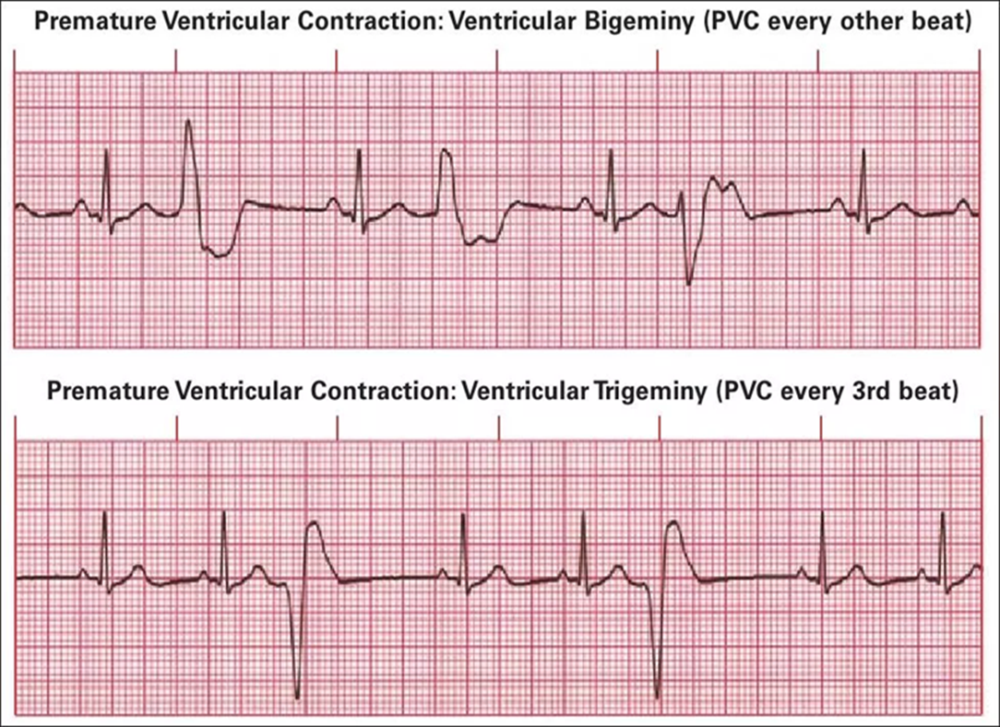 Premature Ventricular Contraction: Ventricular Bigeminy (PVC every other beat)
Premature Ventricular Contraction: Ventricular Trigeminy (PVC every 3rd beat)